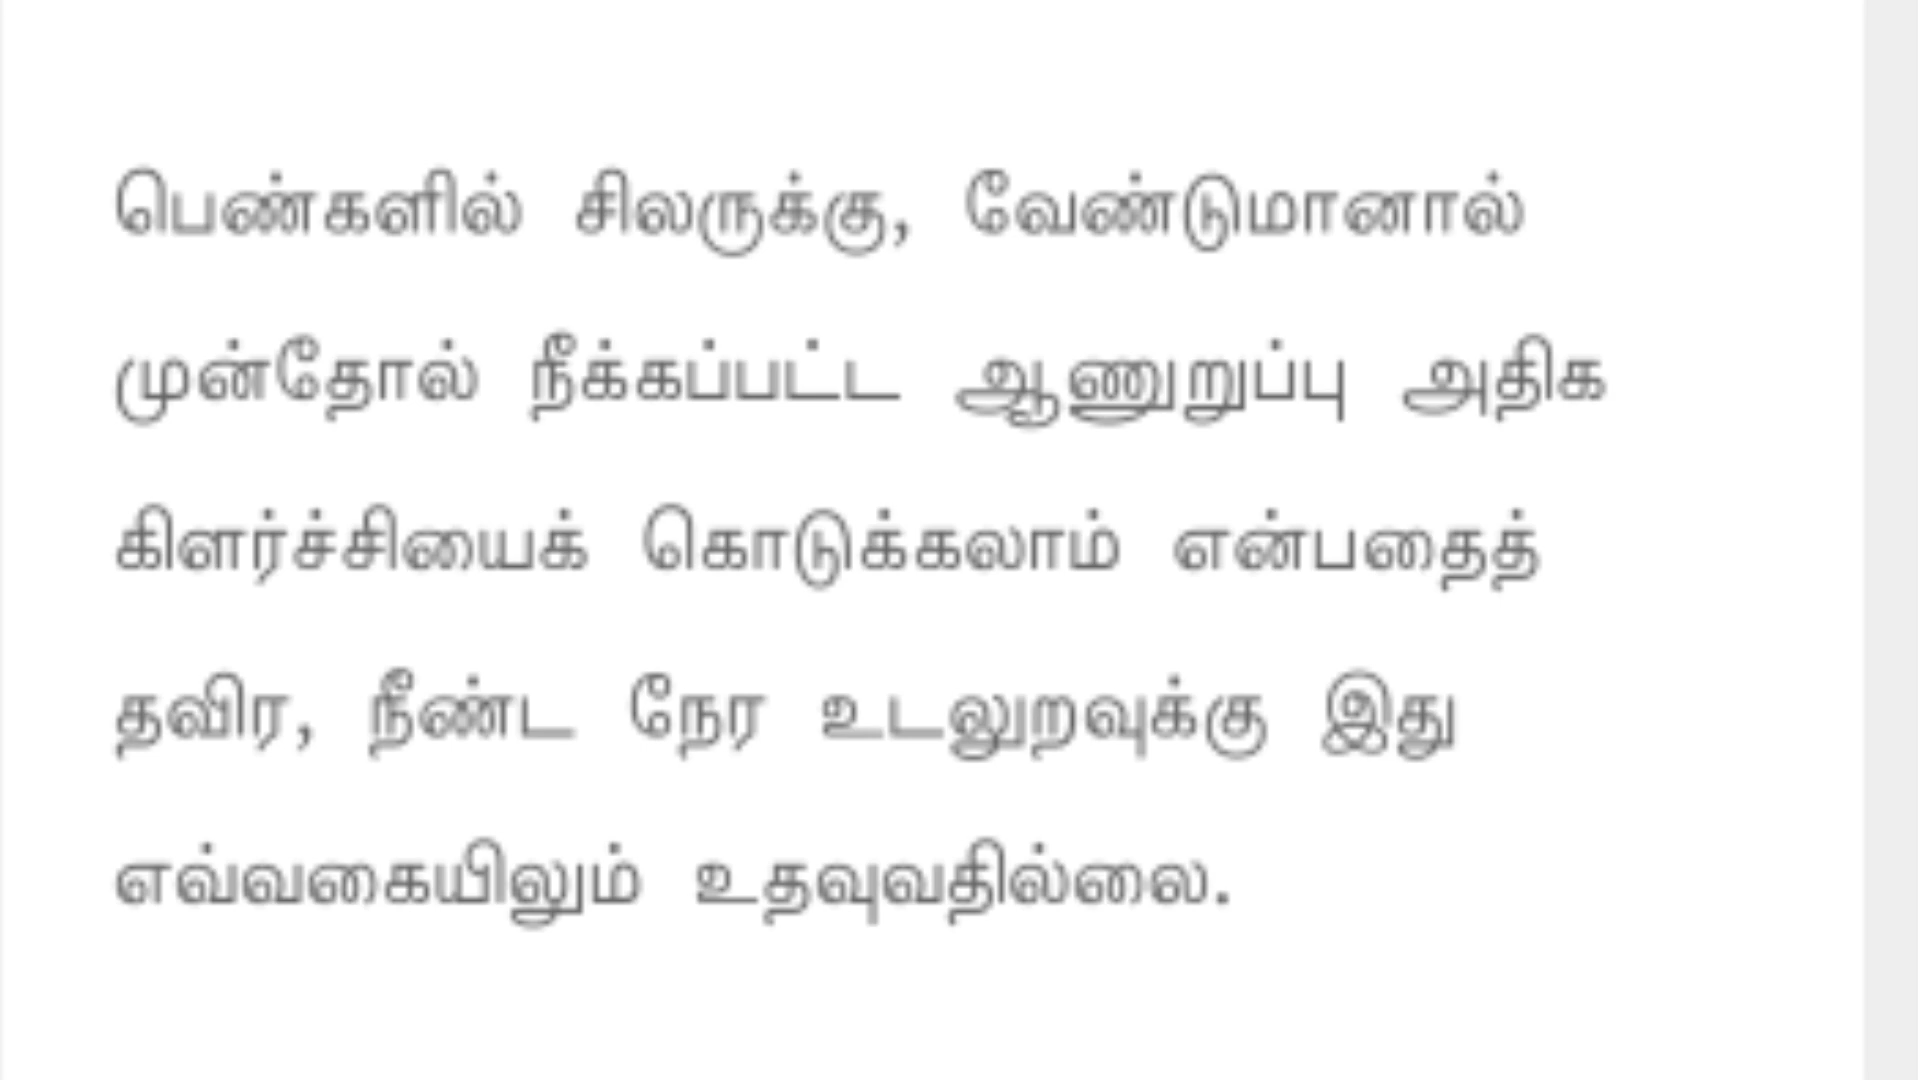 பெண்களில் சிலருக்கு, வேண்டுமானால்
முன்தோல் நீக்கப்பட்ட ஆணுறுப்பு அதிக
கிளர்ச்சியைக் கொடுக்கலாம் என்பதைத்
தவிர, நீண்ட நேர உடலுறவுக்கு இது
எவ்வகையிலும் உதவுவதில்லை.